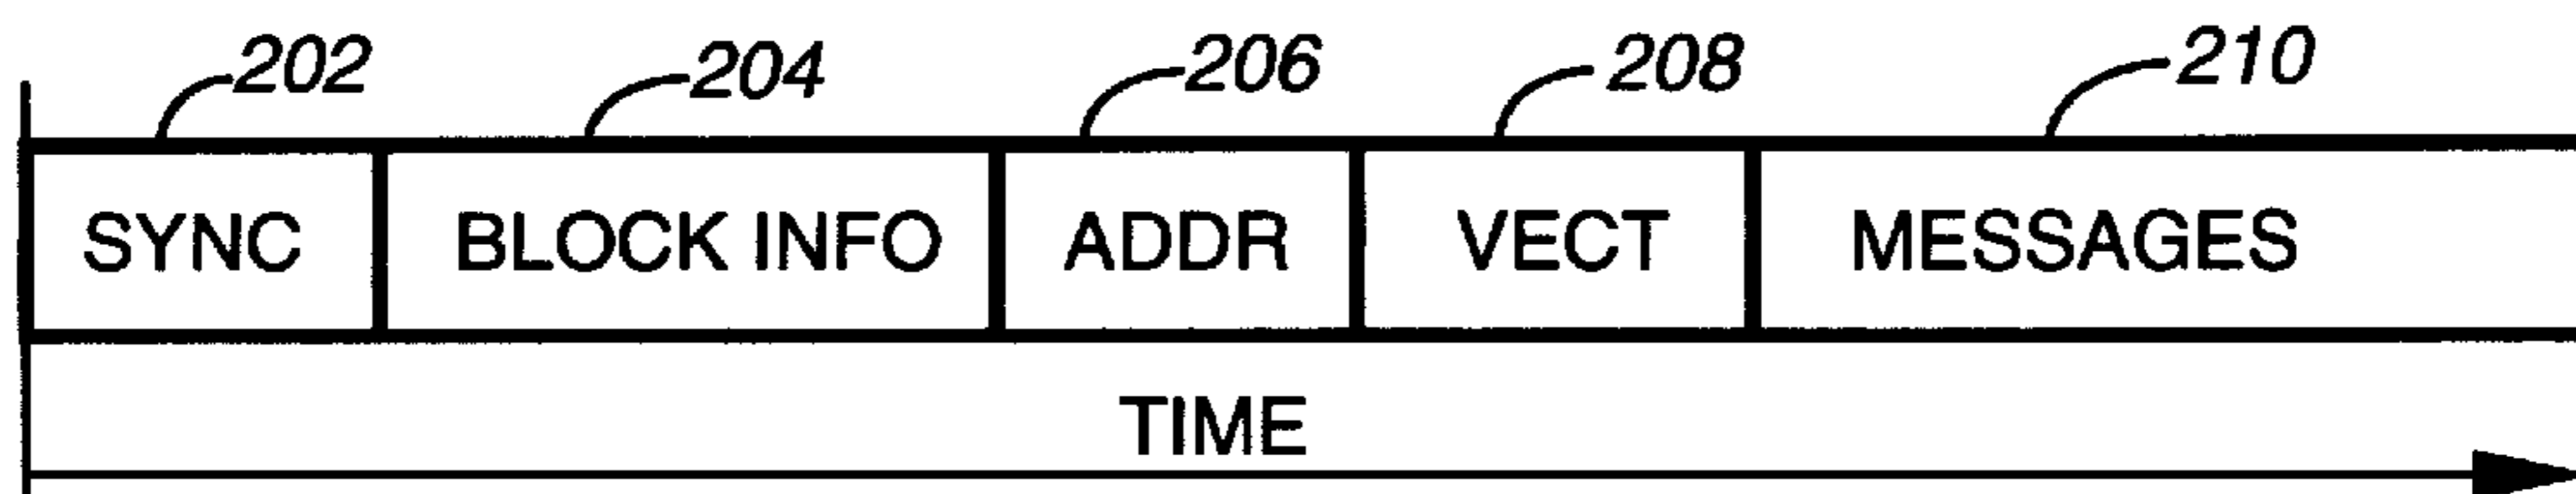 202 204 206 208 210
SYNC BLOCK INFO ADDR VECT MESSAGES
TIME